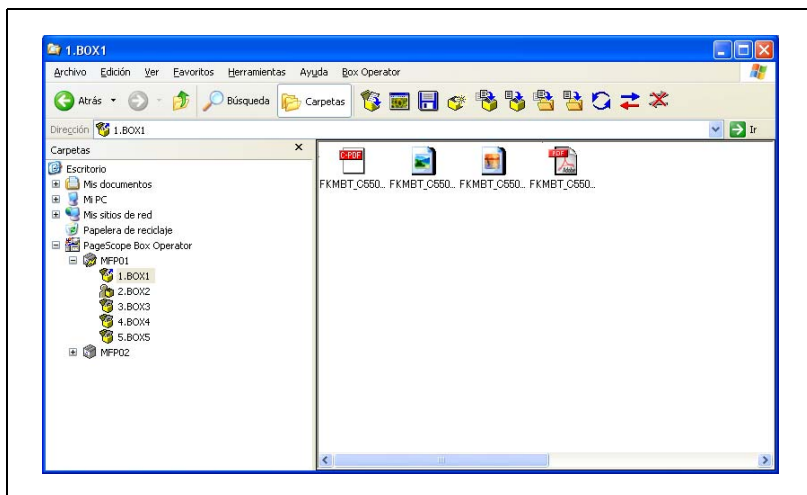 1.BOX1
Archivo Edición Ver Favoritos Herramientas Ayuda Box Operator
Atrás Búsqueda Carpetas
Dirección 1.BOX1 Ir
Carpetas
Escritorio
Mis documentos
Mi PC
Mis sitios de red
Papelera de reciclaje
PageScope Box Operator
MFP01
1.BOX1
2.BOX2
3.BOX3
4.BOX4
5.BOX5
MFP02
C-PDF PDF Adobe
FKMBT_C550... FKMBT_C550... FKMBT_C550... FKMBT_C550...